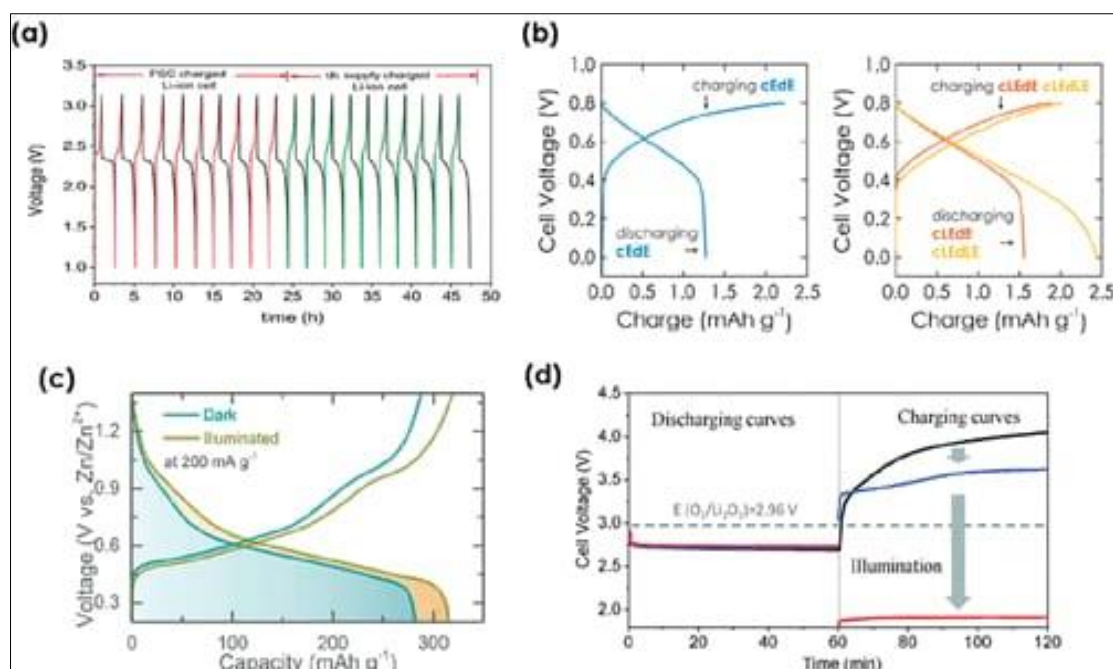 (a)
PSC charged
Li-ion cell
dc supply charged
Li-ion cell
3.5
3.0
2.5
2.0
1.5
1.0
Voltage (V)
0 5 10 15 20 25 30 35 40 45 50
time (h)
(b)
charging cEdE
0.8
0.6
0.4
0.2
0.0
Cell Voltage (V)
discharging
cEdE
0.0 0.5 1.0 1.5 2.0 2.5
Charge (mAh g⁻¹)
charging cLEdE cLEdLE
0.8
0.6
0.4
0.2
0.0
Cell Voltage (V)
discharging
cLEdE
cLEdLE
0.0 0.5 1.0 1.5 2.0 2.5
Charge (mAh g⁻¹)
(c)
Dark
Illuminated
at 200 mA g⁻¹
1.2
0.9
0.6
0.3
Voltage (V vs. Zn/Zn²⁺)
0 100 200 300
Capacity (mAh g⁻¹)
(d)
Discharging curves Charging curves
4.5
4.0
3.5
3.0
2.5
2.0
Cell Voltage (V)
E (O₂/Li₂O₂)=2.96 V
Illumination
0 20 40 60 80 100 120
Time (min)